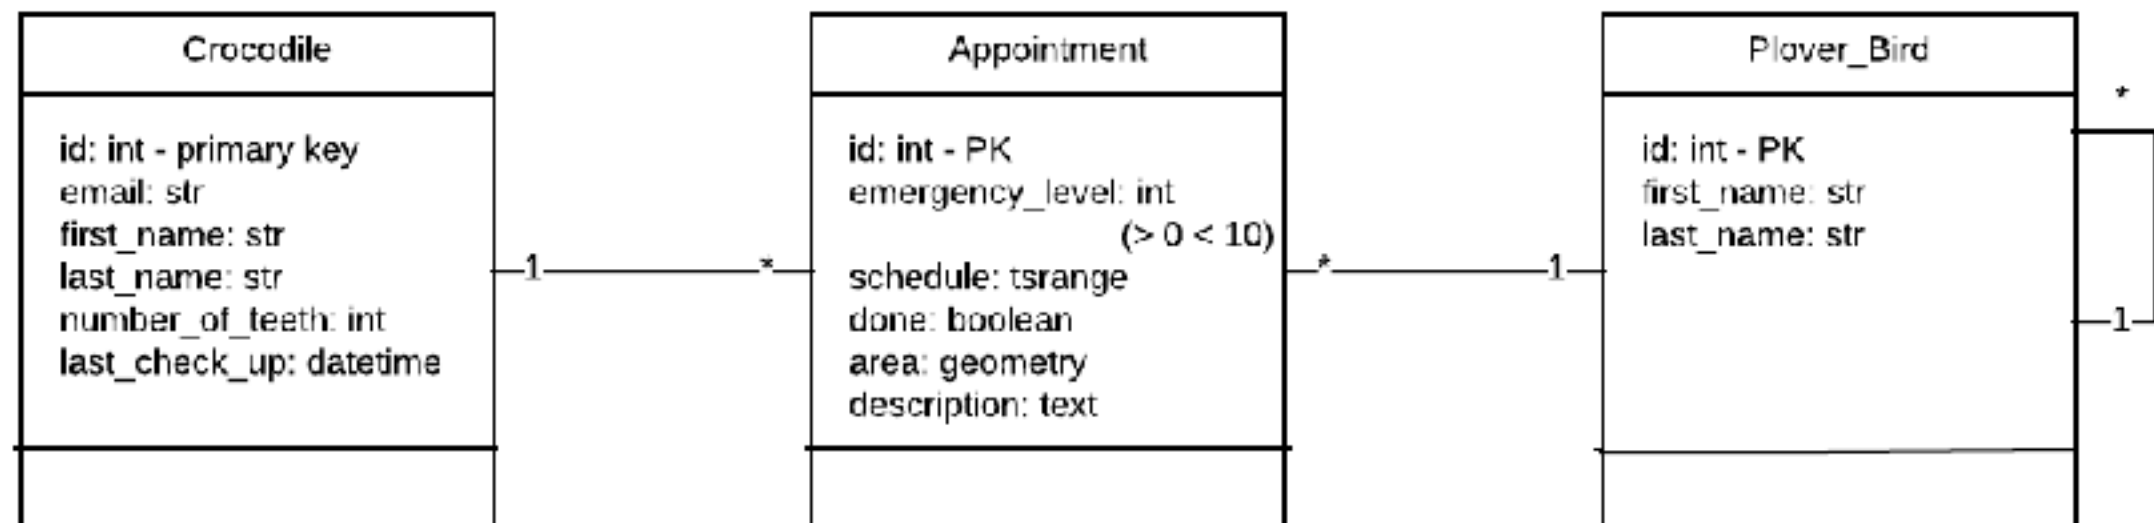 Crocodile
id: int - primary key
email: str
first_name: str
last_name: str
number_of_teeth: int
last_check_up: datetime
1
*
Appointment
id: int - PK
emergency_level: int
(> 0 < 10)
schedule: tsrange
done: boolean
area: geometry
description: text
*
1
Plover_Bird
id: int - PK
first_name: str
last_name: str
*
1